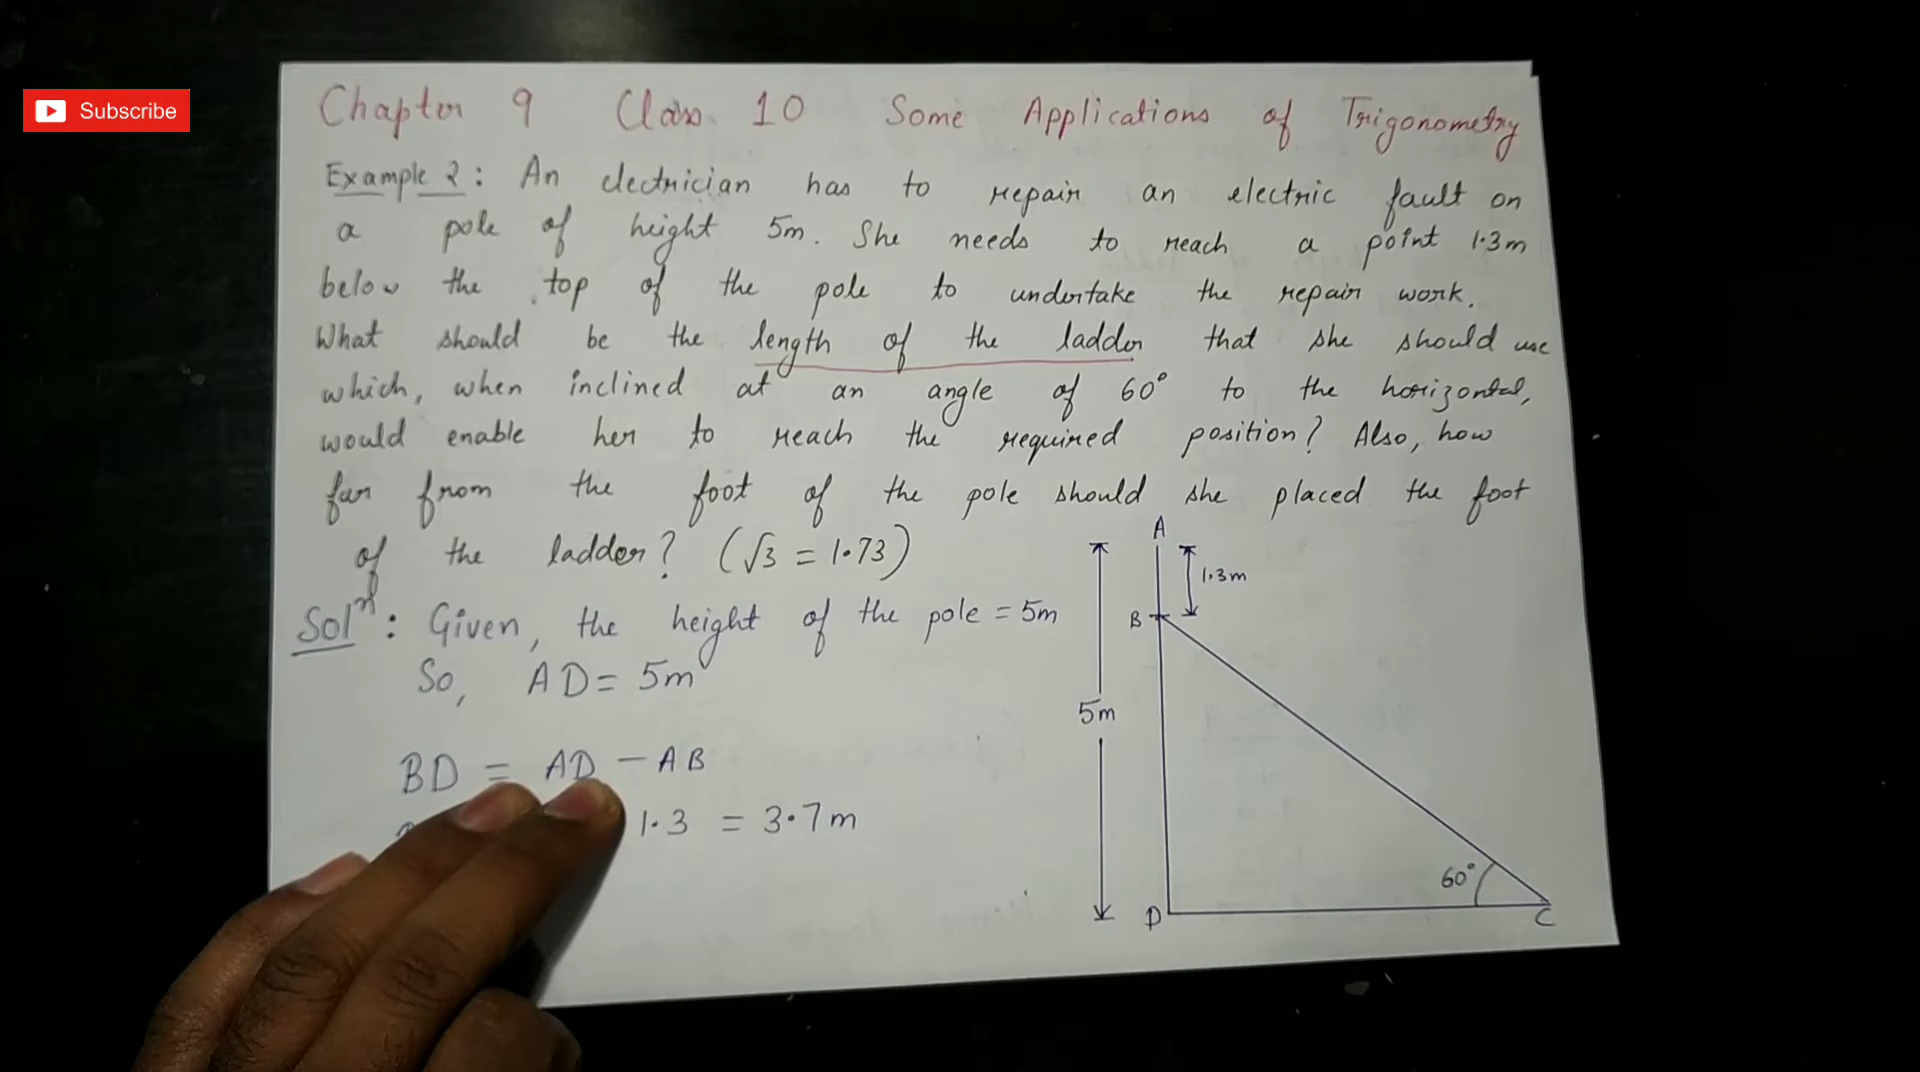 Subscribe
Chapter 9 Class 10 Some Applications of Trigonometry
Example 2: An electrician has to repair an electric fault on
a pole of height 5m. She needs to reach a point 1.3m
below the top of the pole to undertake the repair work.
What should be the length of the ladder that she should use
which, when inclined at an angle of 60° to the horizontal,
would enable her to reach the required position? Also, how
far from the foot of the pole should she placed the foot
of the ladder? (√3 = 1.73)
Solⁿ: Given, the height of the pole = 5m
So, AD = 5m
BD = AD - AB
1.3 = 3.7m
A
1.3m
B
5m
60°
D
C